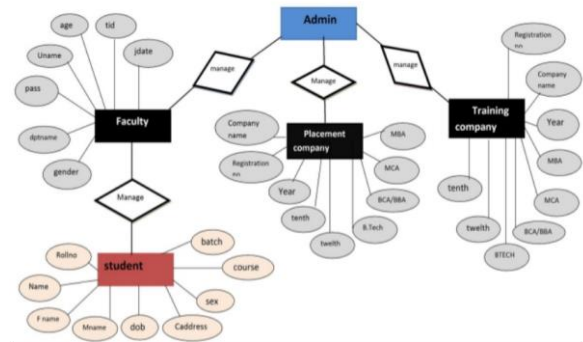 Admin
age
tid
jdate
Uname
pass
dptname
gender
Faculty
manage
Manage
manage
Company
name
Registration
nn
Year
tenth
twelth
B.Tech
BCA/BBA
MCA
MBA
Placement
company
Registration
nn
Company
name
Year
MBA
MCA
BCA/BBA
BTECH
twelth
tenth
Training
company
Manage
student
Rollno
Name
F name
Mname
dob
Caddress
sex
course
batch